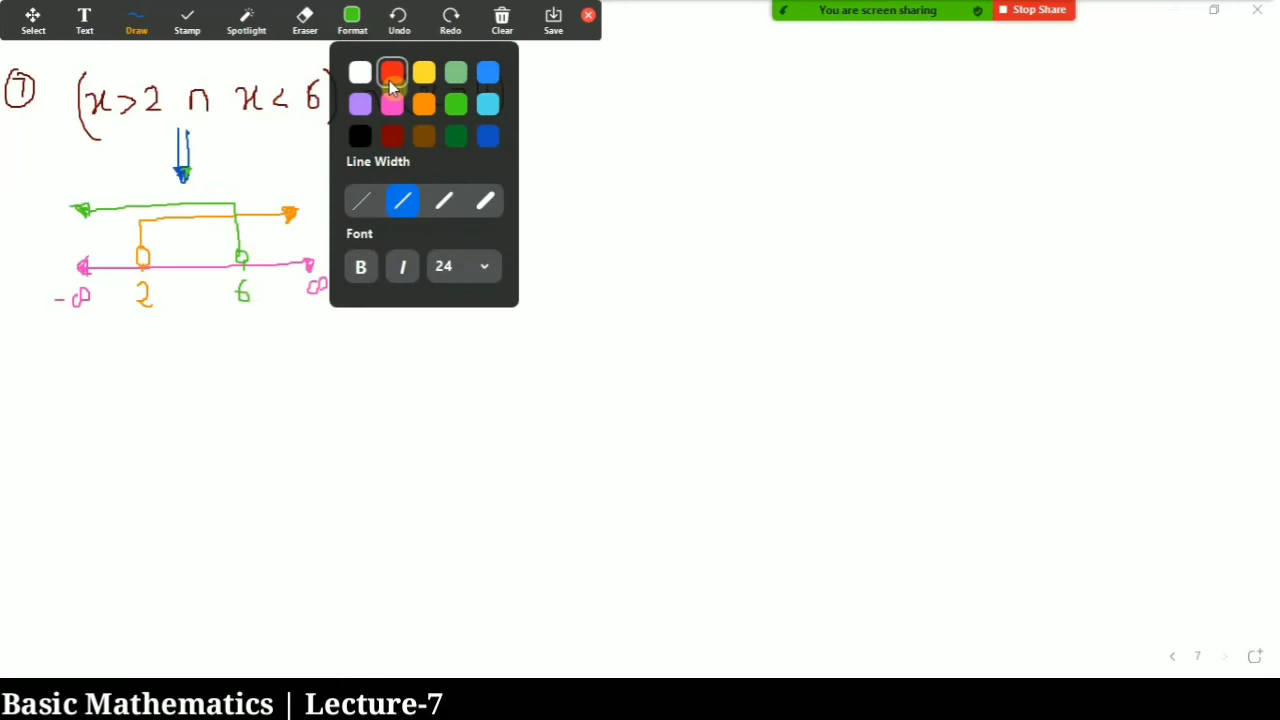 Select Text Draw Stamp Spotlight Eraser Format Undo Redo Clear Save
You are screen sharing Stop Share
⑦ (x>2 ∩ x<6)
Line Width
Font
B I 24
-∞ 2 6 ∞
7
Basic Mathematics | Lecture-7